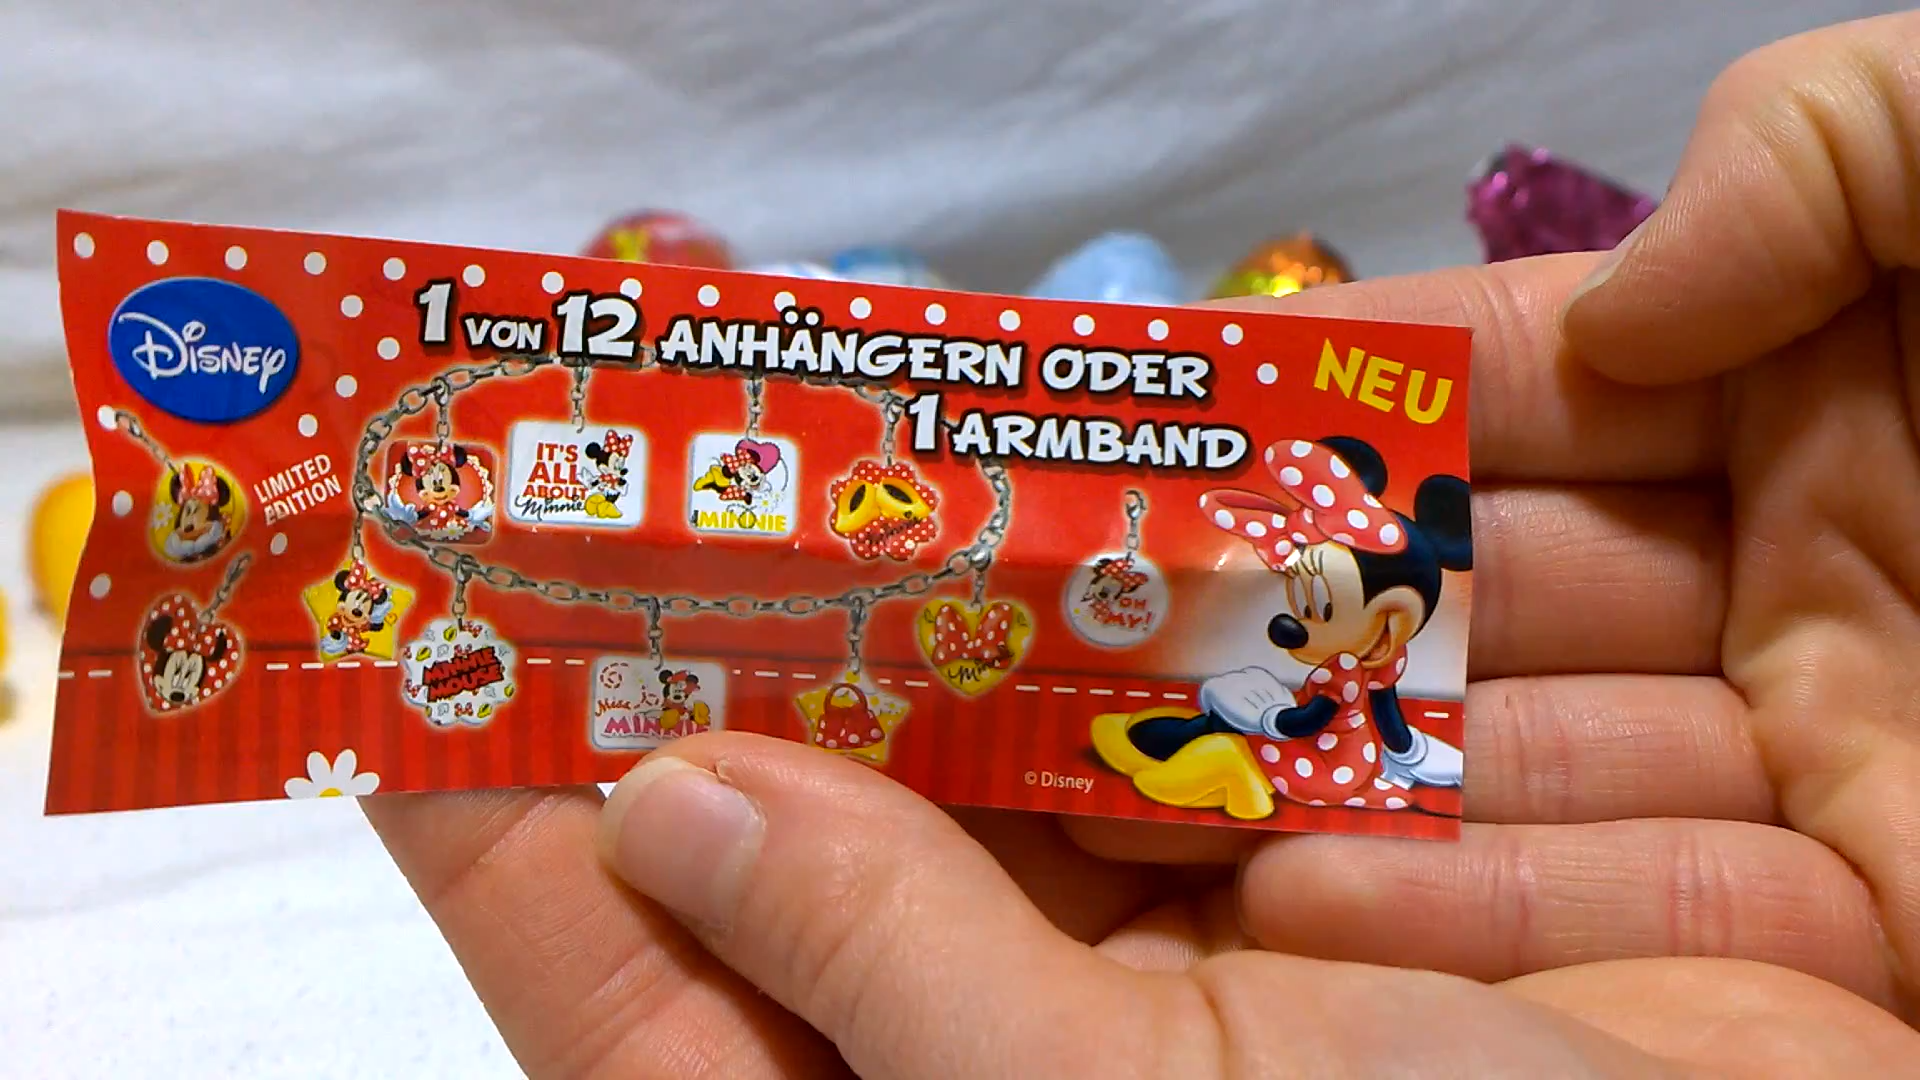 Disney
1 VON 12 ANHÄNGERN ODER
1 ARMBAND
NEU
LIMITED
EDITION
IT'S
ALL
ABOUT
Minnie
MINNIE
OH
MY!
MINNIE
MOUSE
Miss
MINNIE
© Disney